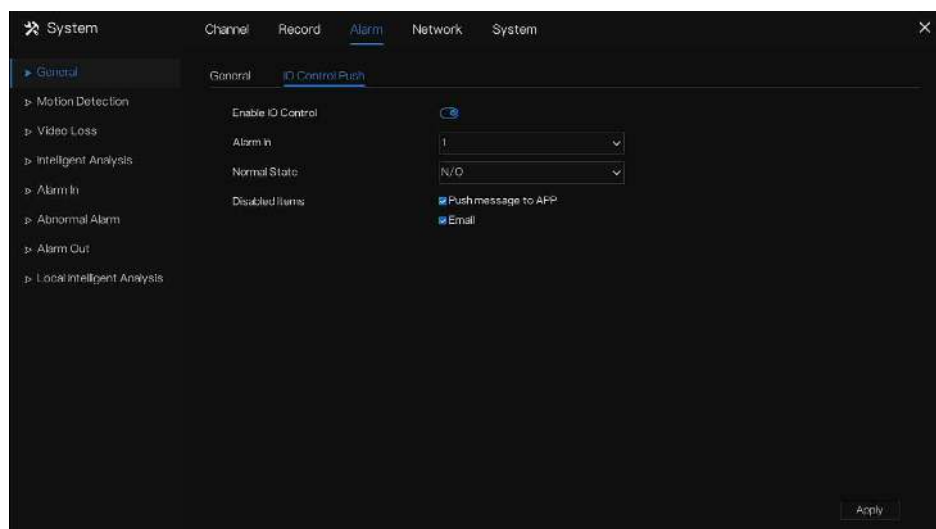 System
Channel Record Alarm Network System
General
Motion Detection
Video Loss
Intelligent Analysis
Alarm In
Abnormal Alarm
Alarm Out
Local Intelligent Analysis
General IO Control Push
Enable IO Control
Alarm In 1
Normal State N/O
Disabled Items Push message to APP
Email
Apply